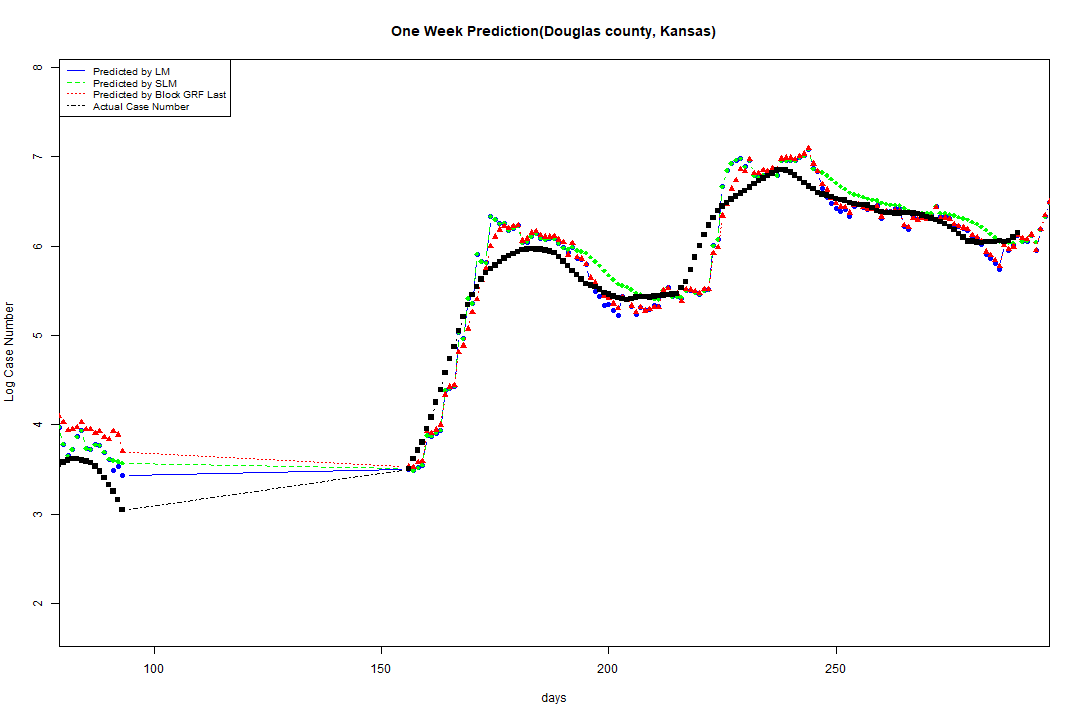 One Week Prediction(Douglas county, Kansas)
Predicted by LM
Predicted by SLM
Predicted by Block GRF Last
Actual Case Number
8
7
6
5
4
3
2
Log Case Number
100 150 200 250
days